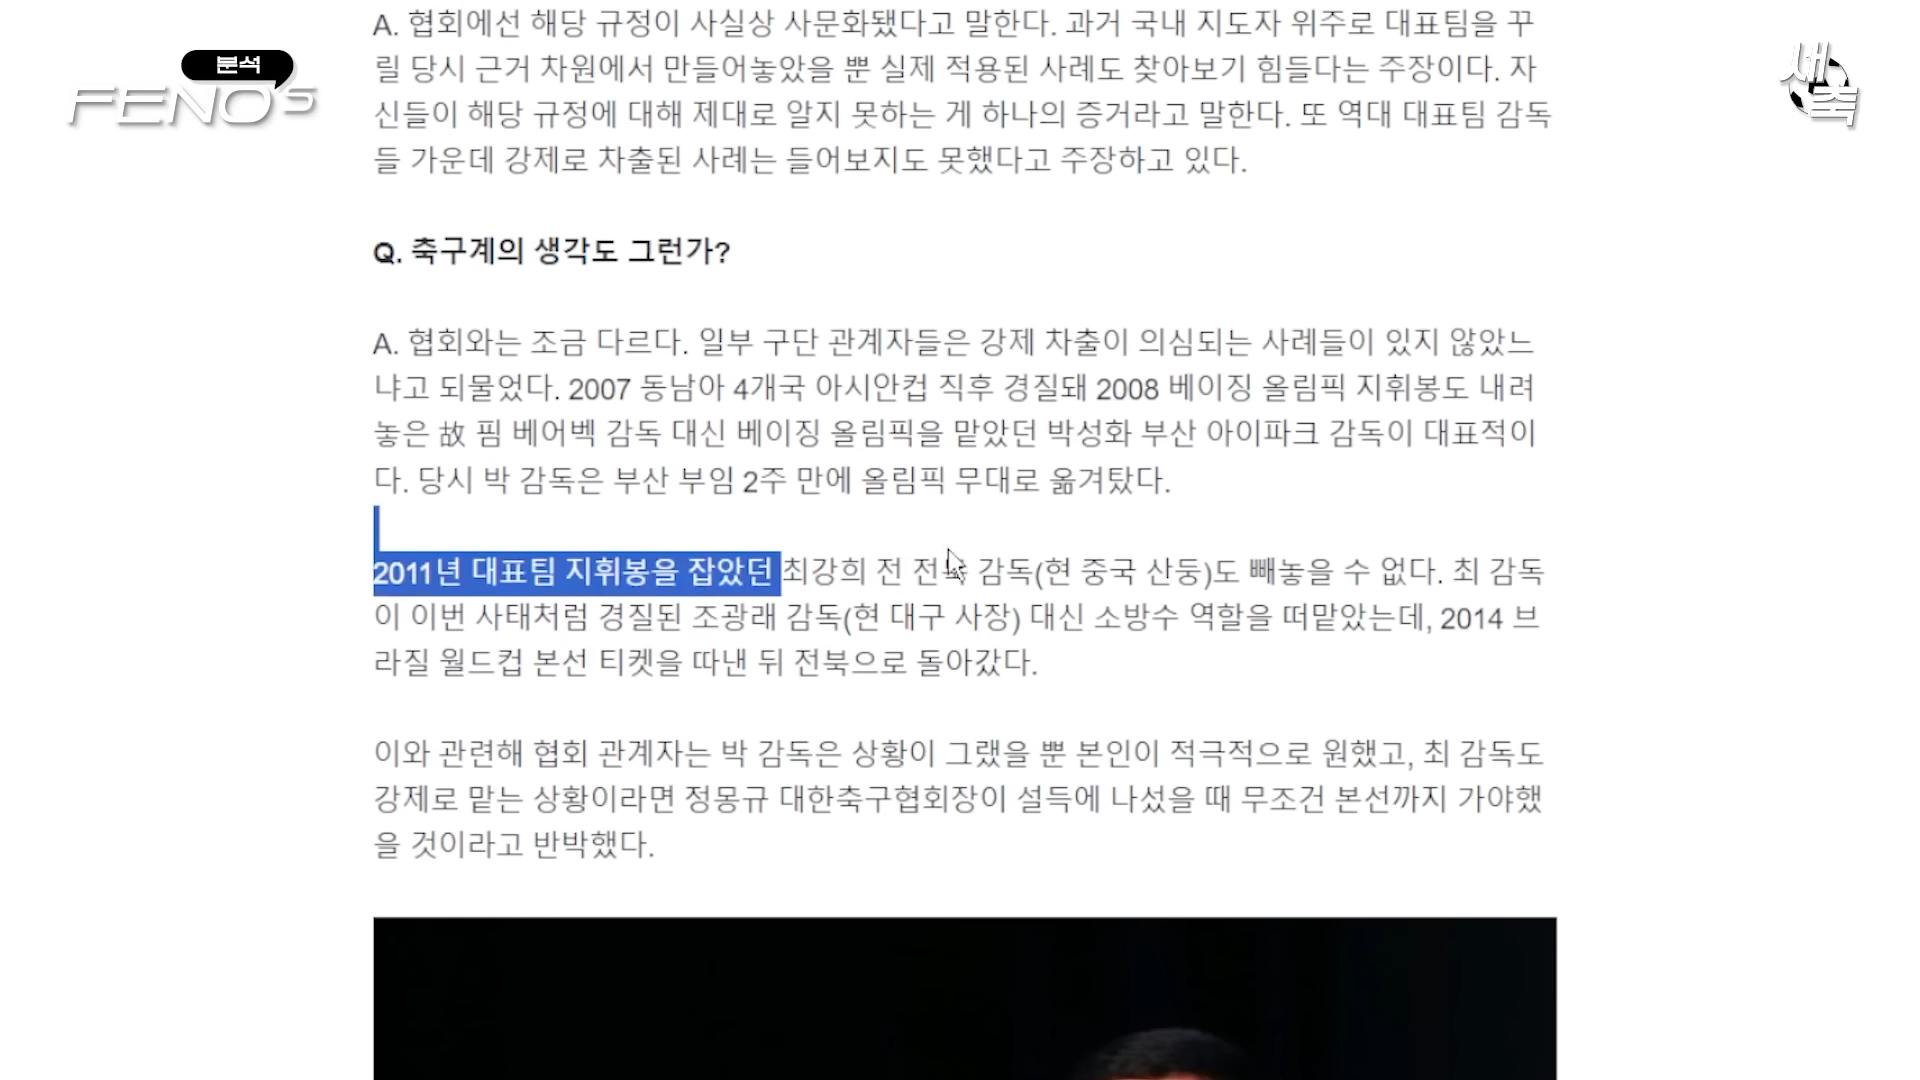 분석
FENO'S
세축
A. 협회에선 해당 규정이 사실상 사문화됐다고 말한다. 과거 국내 지도자 위주로 대표팀을 꾸
릴 당시 근거 차원에서 만들어놓았을 뿐 실제 적용된 사례도 찾아보기 힘들다는 주장이다. 자
신들이 해당 규정에 대해 제대로 알지 못하는 게 하나의 증거라고 말한다. 또 역대 대표팀 감독
들 가운데 강제로 차출된 사례는 들어보지도 못했다고 주장하고 있다.
Q. 축구계의 생각도 그런가?
A. 협회와는 조금 다르다. 일부 구단 관계자들은 강제 차출이 의심되는 사례들이 있지 않았느
냐고 되물었다. 2007 동남아 4개국 아시안컵 직후 경질돼 2008 베이징 올림픽 지휘봉도 내려
놓은 故 핌 베어벡 감독 대신 베이징 올림픽을 맡았던 박성화 부산 아이파크 감독이 대표적이
다. 당시 박 감독은 부산 부임 2주 만에 올림픽 무대로 옮겨탔다.
2011년 대표팀 지휘봉을 잡았던 최강희 전 전북 감독(현 중국 산둥)도 빼놓을 수 없다. 최 감독
이 이번 사태처럼 경질된 조광래 감독(현 대구 사장) 대신 소방수 역할을 떠맡았는데, 2014 브
라질 월드컵 본선 티켓을 따낸 뒤 전북으로 돌아갔다.
이와 관련해 협회 관계자는 박 감독은 상황이 그랬을 뿐 본인이 적극적으로 원했고, 최 감독도
강제로 맡는 상황이라면 정몽규 대한축구협회장이 설득에 나섰을 때 무조건 본선까지 가야했
을 것이라고 반박했다.